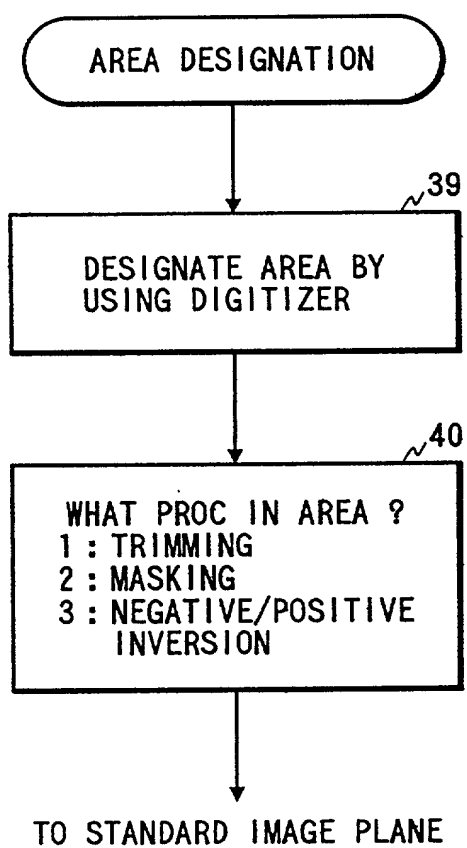 AREA DESIGNATION
39
DESIGNATE AREA BY
USING DIGITIZER
40
WHAT PROC IN AREA ?
1 : TRIMMING
2 : MASKING
3 : NEGATIVE/POSITIVE
INVERSION
TO STANDARD IMAGE PLANE